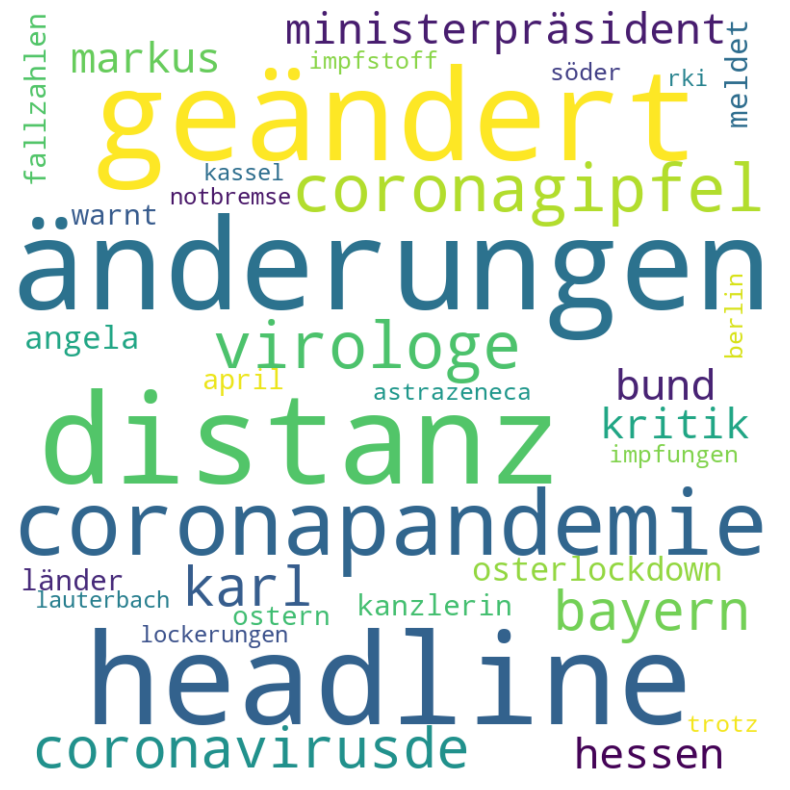 fallzahlen
ministerpräsident
markus
impfstoff
söder
rki
meldet
geändert
kassel
notbremse
coronagipfel
warnt
änderungen
angela
virologe
berlin
april
astrazeneca
bund
distanz
kritik
impfungen
coronapandemie
länder
karl
osterlockdown
lauterbach
ostern
kanzlerin
bayern
lockerungen
headline
trotz
coronavirusde
hessen